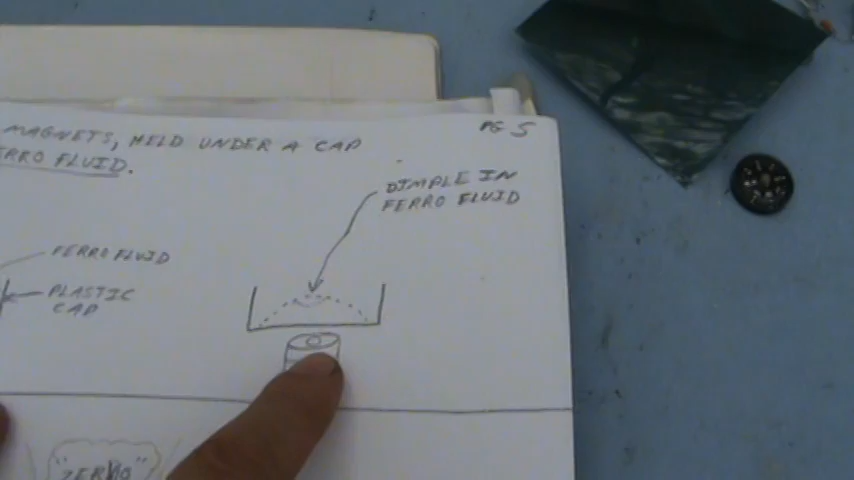 PG 5
MAGNETS, HELD UNDER A CAP
FERRO FLUID.
DIMPLE IN
FERRO FLUID
FERRO FLUID
PLASTIC
CAP